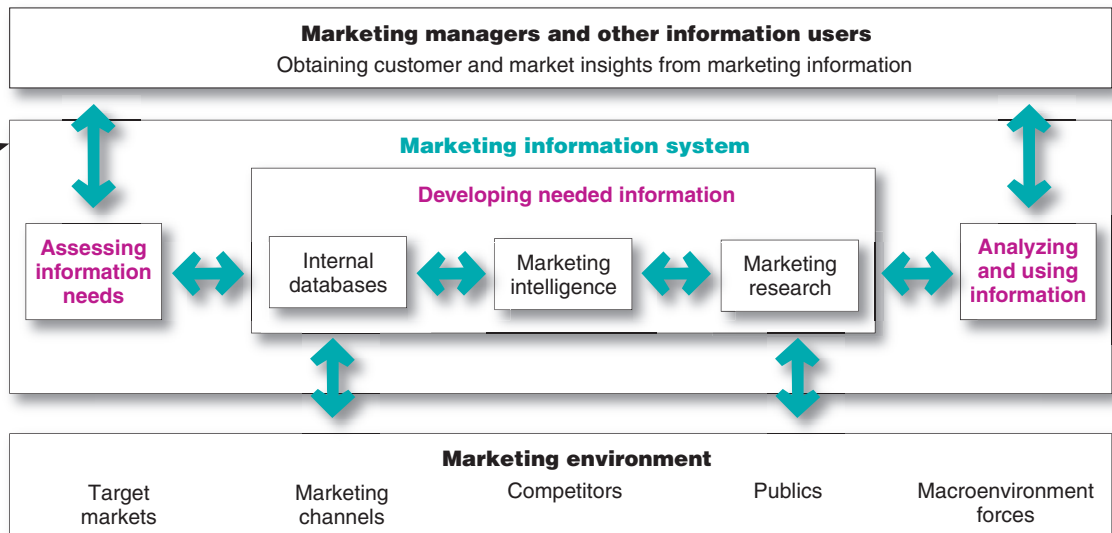 Marketing managers and other information users
Obtaining customer and market insights from marketing information
Marketing information system
Developing needed information
Assessing
information
needs
Internal
databases
Marketing
intelligence
Marketing
research
Analyzing
and using
information
Marketing environment
Target
markets
Marketing
channels
Competitors
Publics
Macroenvironment
forces